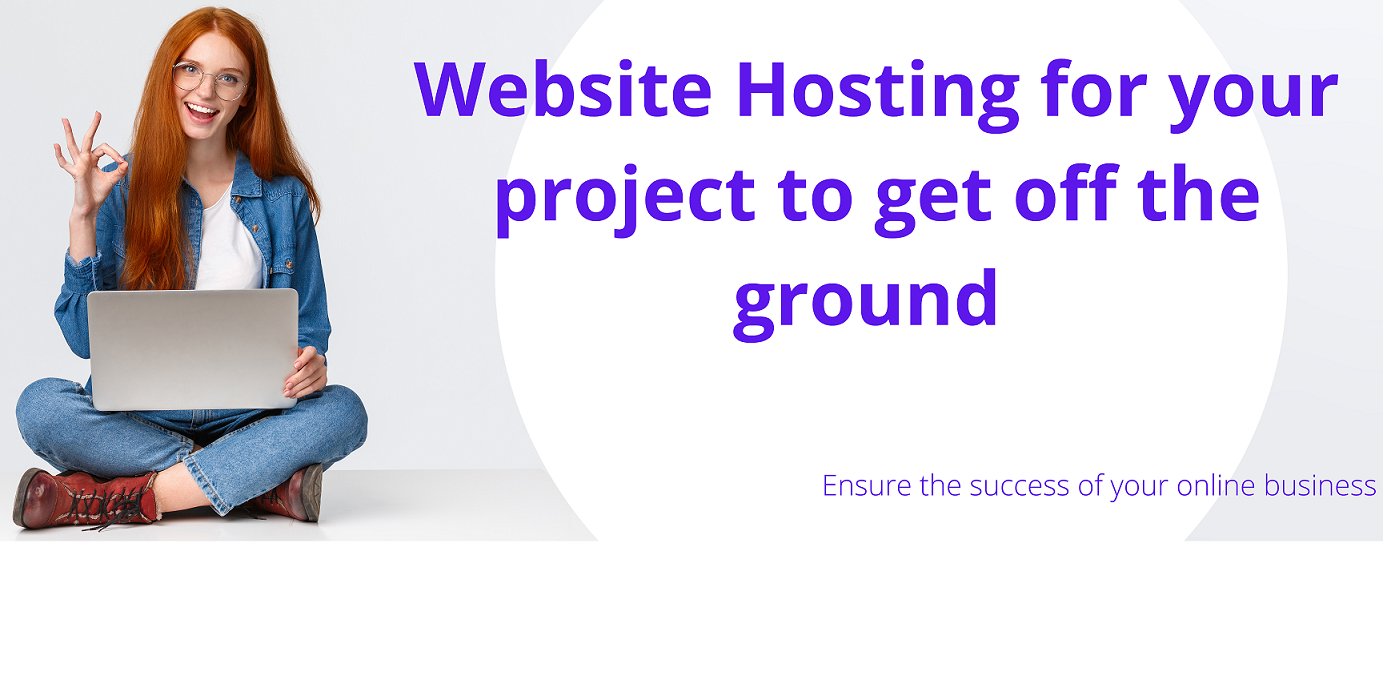 Website Hosting for your
project to get off the
ground
Ensure the success of your online business